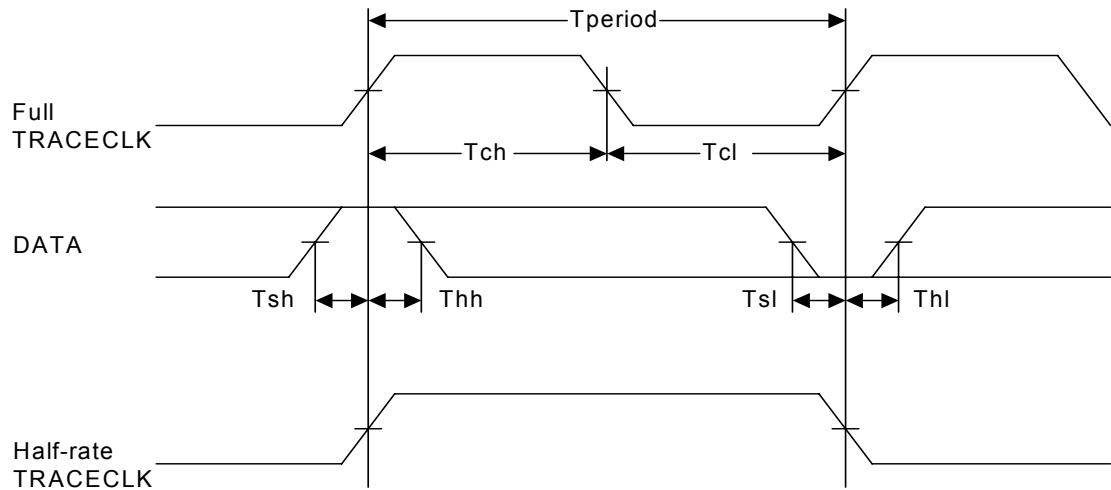 Tperiod
Full
TRACECLK
Tch
Tcl
DATA
Tsh
Thh
Tsl
Thl
Half-rate
TRACECLK